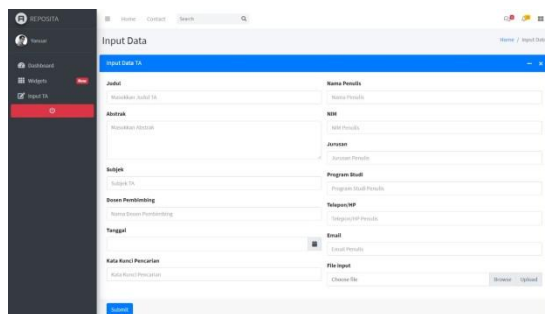 REPOSITA
Home Contact Search
Input Data
Home / Input Data
Dashboard
Widgets New
Input TA
Input Data TA
Judul
Masukkan Judul TA
Abstrak
Masukkan Abstrak
Subjek
Subjek TA
Dosen Pembimbing
Nama Dosen Pembimbing
Tanggal
Kata Kunci Pencarian
Kata Kunci Pencarian
Submit
Nama Penulis
Nama Penulis
NIM
NIM Penulis
Jurusan
Jurusan Penulis
Program Studi
Program Studi Penulis
Telepon/HP
Telepon/HP Penulis
Email
Email Penulis
File input
Choose file Browse Upload